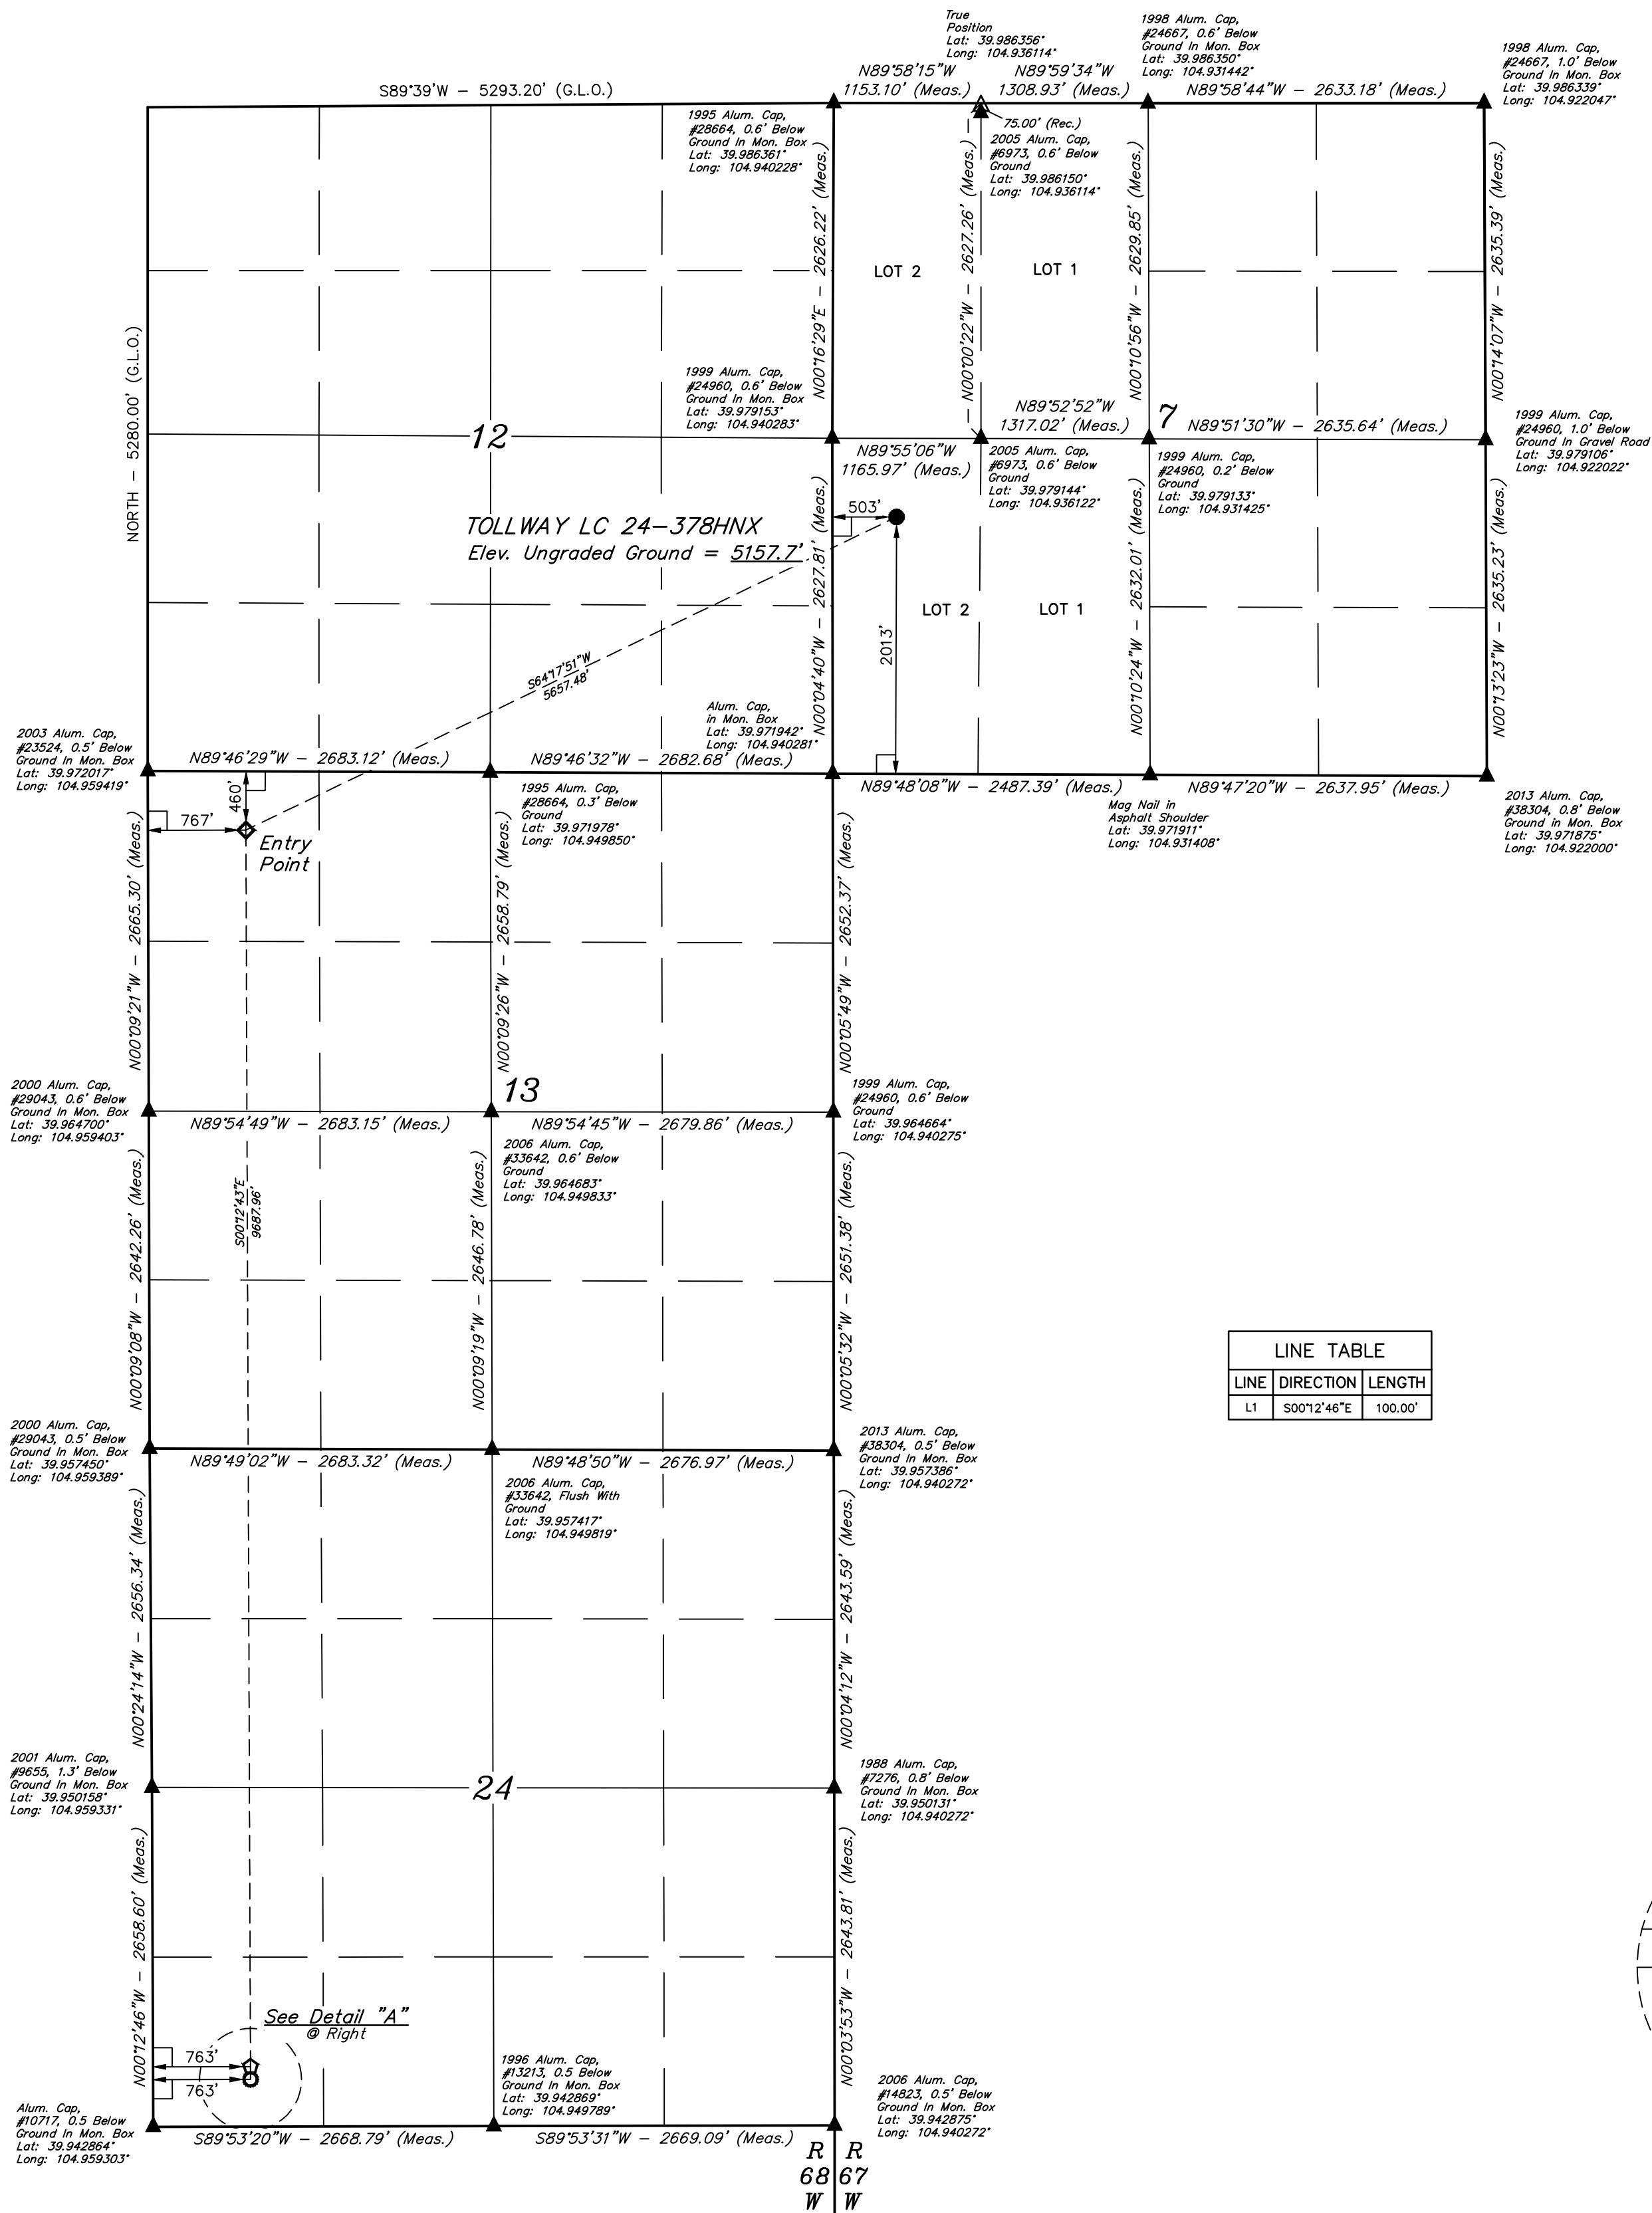 True
Position
Lat: 39.986356°
Long: 104.936114°
1998 Alum. Cap,
#24667, 0.6' Below
Ground In Mon. Box
Lat: 39.986350°
Long: 104.931442°
1998 Alum. Cap,
#24667, 1.0' Below
Ground In Mon. Box
Lat: 39.986339°
Long: 104.922047°
S89°39'W – 5293.20' (G.L.O.)
N89°58'15"W
1153.10' (Meas.)
N89°59'34"W
1308.93' (Meas.)
N89°58'44"W – 2633.18' (Meas.)
1995 Alum. Cap,
#28664, 0.6' Below
Ground In Mon. Box
Lat: 39.986361°
Long: 104.940228°
75.00' (Rec.)
2005 Alum. Cap,
#6973, 0.6' Below
Ground
Lat: 39.986150°
Long: 104.936114°
NORTH – 5280.00' (G.L.O.)
N00°16'29"E – 2626.22' (Meas.)
N00°00'22"W – 2627.26' (Meas.)
N00°10'56"W – 2629.85' (Meas.)
N00°14'07"W – 2635.39' (Meas.)
LOT 2
LOT 1
1999 Alum. Cap,
#24960, 0.6' Below
Ground In Mon. Box
Lat: 39.979153°
Long: 104.940283°
12
7
N89°52'52"W
1317.02' (Meas.)
N89°51'30"W – 2635.64' (Meas.)
1999 Alum. Cap,
#24960, 1.0' Below
Ground In Gravel Road
Lat: 39.979106°
Long: 104.922022°
N89°55'06"W
1165.97' (Meas.)
2005 Alum. Cap,
#6973, 0.6' Below
Ground
Lat: 39.979144°
Long: 104.936122°
1999 Alum. Cap,
#24960, 0.2' Below
Ground
Lat: 39.979133°
Long: 104.931425°
503'
TOLLWAY LC 24-378HNX
Elev. Ungraded Ground = 5157.7'
N00°04'40"W – 2627.81' (Meas.)
2013'
N00°10'24"W – 2632.01' (Meas.)
N00°13'23"W – 2635.23' (Meas.)
LOT 2
LOT 1
S64°17'51"W
5657.48'
2003 Alum. Cap,
#23524, 0.5' Below
Ground In Mon. Box
Lat: 39.972017°
Long: 104.959419°
Alum. Cap,
in Mon. Box
Lat: 39.971942°
Long: 104.940281°
N89°46'29"W – 2683.12' (Meas.)
N89°46'32"W – 2682.68' (Meas.)
N89°48'08"W – 2487.39' (Meas.)
N89°47'20"W – 2637.95' (Meas.)
460'
767'
Entry
Point
1995 Alum. Cap,
#28664, 0.3' Below
Ground
Lat: 39.971978°
Long: 104.949850°
Mag Nail in
Asphalt Shoulder
Lat: 39.971911°
Long: 104.931408°
2013 Alum. Cap,
#38304, 0.8' Below
Ground in Mon. Box
Lat: 39.971875°
Long: 104.922000°
N00°09'21"W – 2665.30' (Meas.)
N00°09'26"W – 2658.79' (Meas.)
N00°05'49"W – 2652.37' (Meas.)
2000 Alum. Cap,
#29043, 0.6' Below
Ground In Mon. Box
Lat: 39.964700°
Long: 104.959403°
13
1999 Alum. Cap,
#24960, 0.6' Below
Ground
Lat: 39.964664°
Long: 104.940275°
N89°54'49"W – 2683.15' (Meas.)
N89°54'45"W – 2679.86' (Meas.)
2006 Alum. Cap,
#33642, 0.6' Below
Ground
Lat: 39.964683°
Long: 104.949833°
N00°09'08"W – 2642.26' (Meas.)
S00°12'43"E
9687.96'
N00°09'19"W – 2646.78' (Meas.)
N00°05'32"W – 2651.38' (Meas.)
LINE TABLE
LINE DIRECTION LENGTH
L1 S00°12'46"E 100.00'
2000 Alum. Cap,
#29043, 0.5' Below
Ground In Mon. Box
Lat: 39.957450°
Long: 104.959389°
N89°49'02"W – 2683.32' (Meas.)
N89°48'50"W – 2676.97' (Meas.)
2013 Alum. Cap,
#38304, 0.5' Below
Ground In Mon. Box
Lat: 39.957386°
Long: 104.940272°
2006 Alum. Cap,
#33642, Flush With
Ground
Lat: 39.957417°
Long: 104.949819°
N00°24'14"W – 2656.34' (Meas.)
N00°04'12"W – 2643.59' (Meas.)
2001 Alum. Cap,
#9655, 1.3' Below
Ground In Mon. Box
Lat: 39.950158°
Long: 104.959331°
24
1988 Alum. Cap,
#7276, 0.8' Below
Ground In Mon. Box
Lat: 39.950131°
Long: 104.940272°
N00°12'46"W – 2658.60' (Meas.)
N00°03'53"W – 2643.81' (Meas.)
See Detail "A"
@ Right
763'
763'
1996 Alum. Cap,
#13213, 0.5 Below
Ground In Mon. Box
Lat: 39.942869°
Long: 104.949789°
2006 Alum. Cap,
#14823, 0.5' Below
Ground In Mon. Box
Lat: 39.942875°
Long: 104.940272°
Alum. Cap,
#10717, 0.5 Below
Ground In Mon. Box
Lat: 39.942864°
Long: 104.959303°
S89°53'20"W – 2668.79' (Meas.)
S89°53'31"W – 2669.09' (Meas.)
R R
68 67
W W